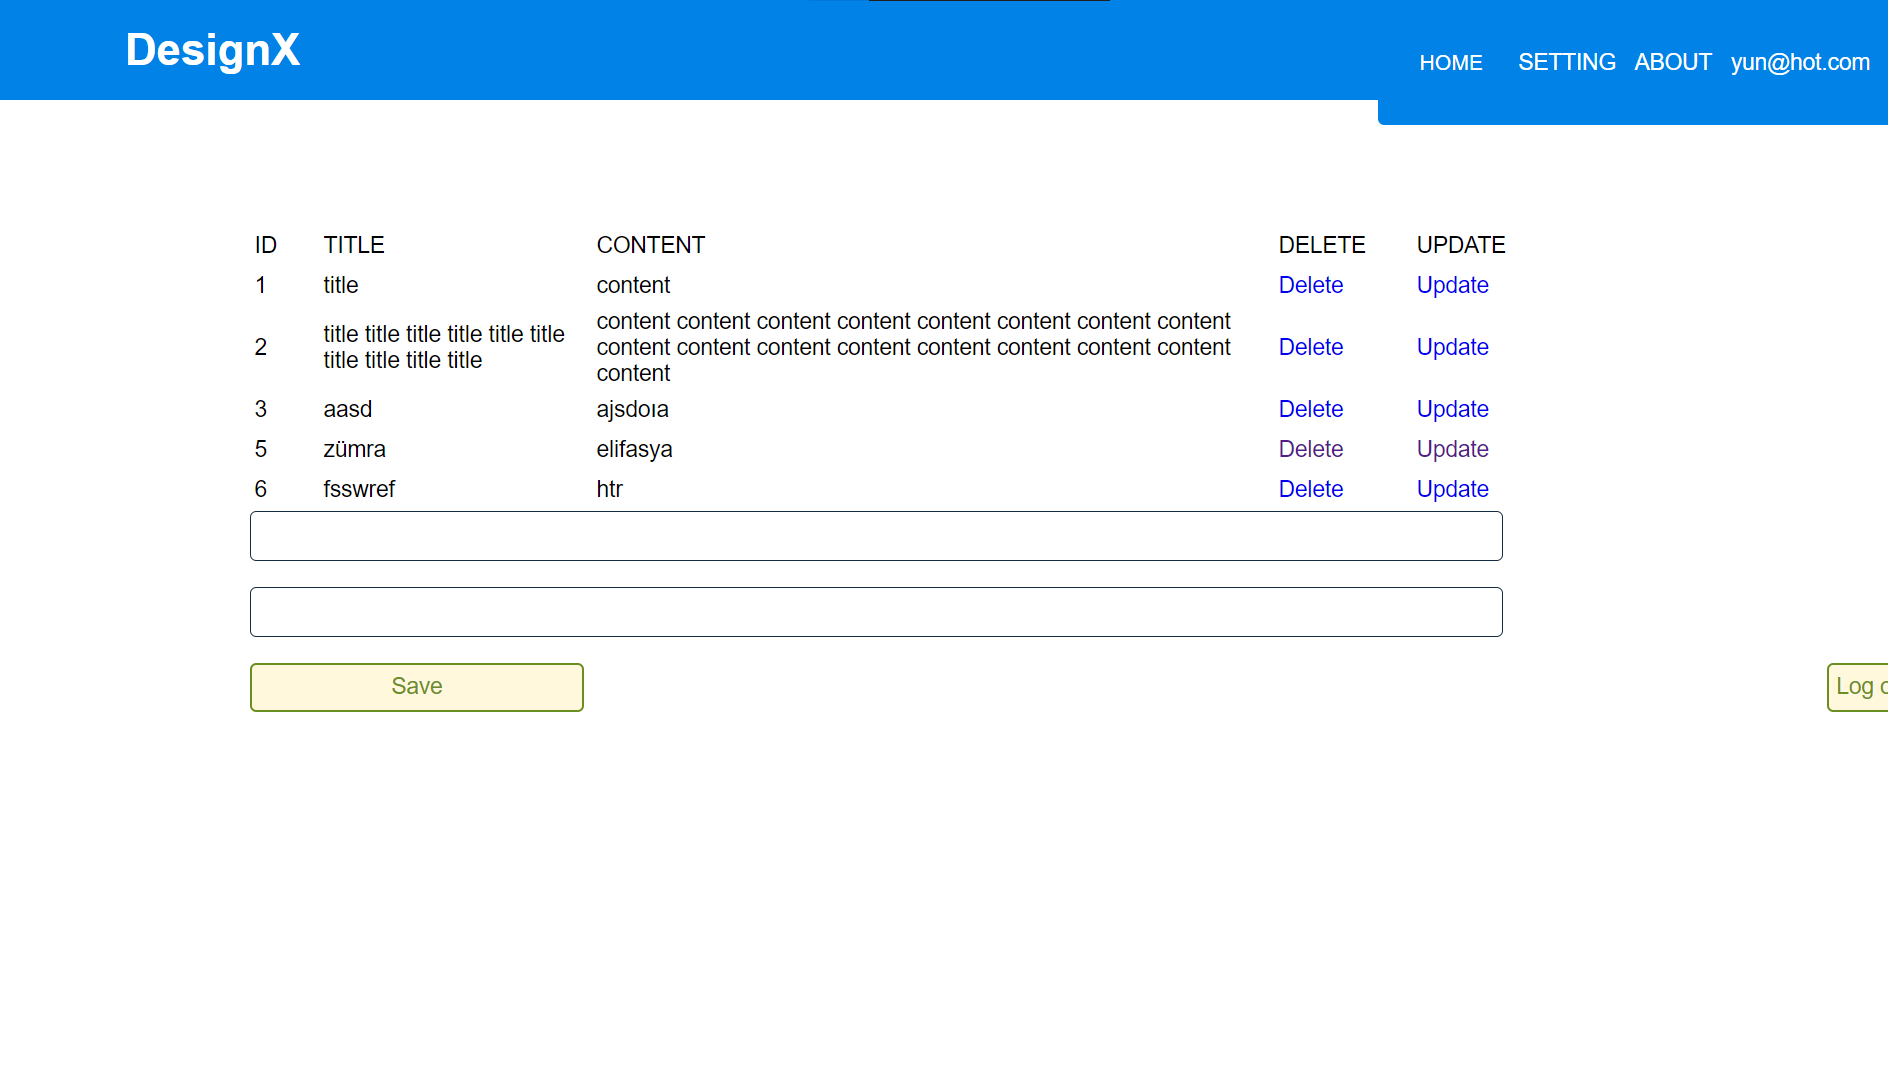 DesignX
HOME SETTING ABOUT yun@hot.com
ID TITLE CONTENT DELETE UPDATE
1 title content Delete Update
2 title title title title title title
title title title title
content content content content content content content content
content content content content content content content content
content
Delete Update
3 aasd ajsdoıa Delete Update
5 zümra elifasya Delete Update
6 fsswref htr Delete Update
Save
Log